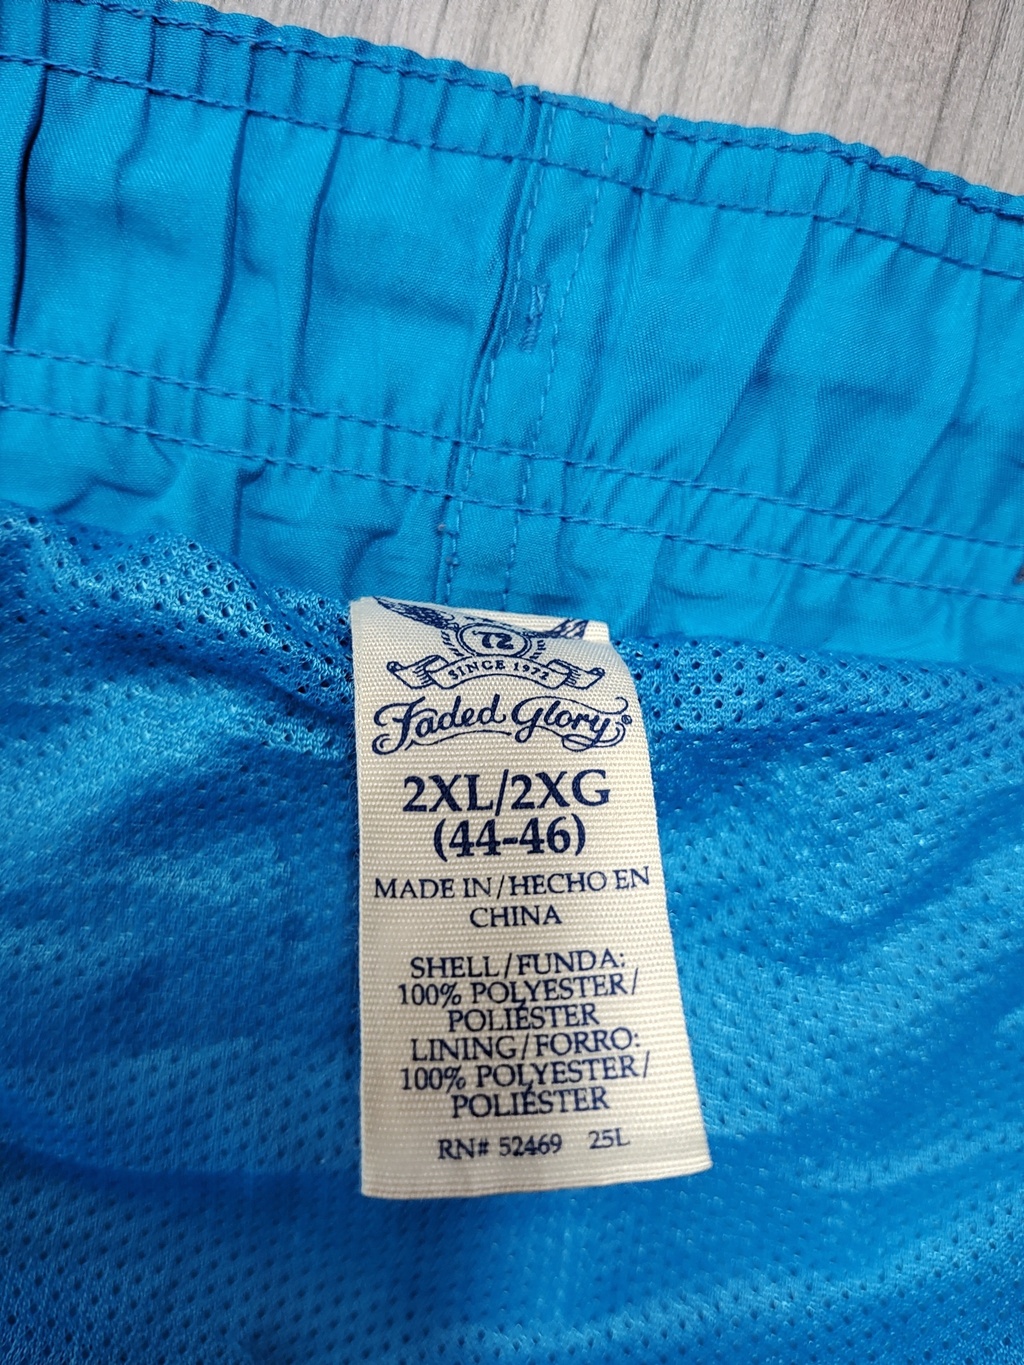 72
SINCE 1972
Faded Glory®
2XL/2XG
(44-46)
MADE IN/HECHO EN
CHINA
SHELL/FUNDA:
100% POLYESTER/
POLIÉSTER
LINING/FORRO:
100% POLYESTER/
POLIÉSTER
RN# 52469 25L